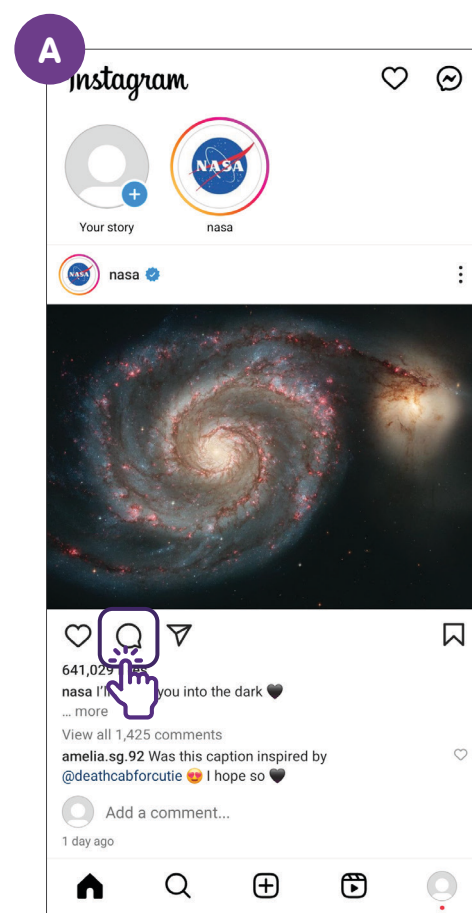 A
Instagram
Your story
NASA
nasa
NASA
nasa
641,029
nasa you into the dark 🖤
... more
View all 1,425 comments
amelia.sg.92 Was this caption inspired by
@deathcabforcutie 😍 I hope so 🖤
Add a comment...
1 day ago